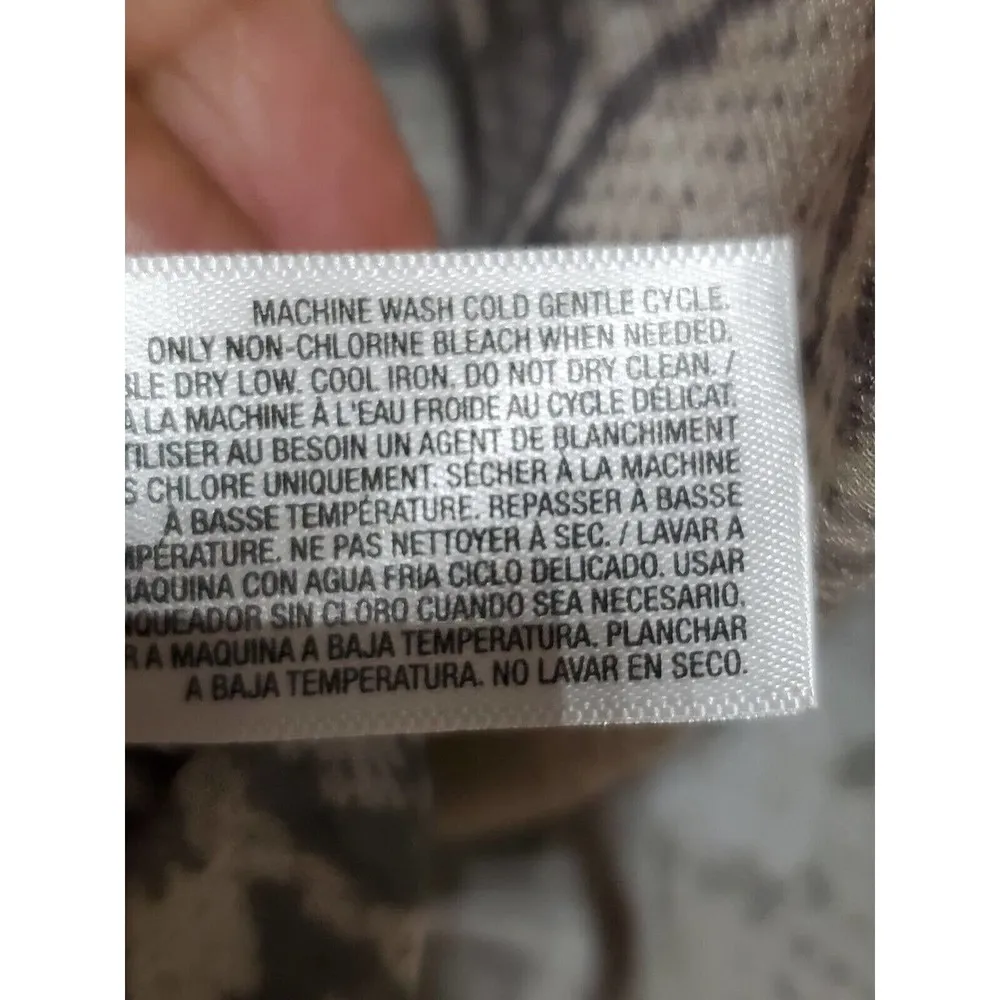 MACHINE WASH COLD GENTLE CYCLE.
ONLY NON-CHLORINE BLEACH WHEN NEEDED.
BLE DRY LOW. COOL IRON. DO NOT DRY CLEAN. /
À LA MACHINE À L'EAU FROIDE AU CYCLE DÉLICAT.
TILISER AU BESOIN UN AGENT DE BLANCHIMENT
S CHLORE UNIQUEMENT. SÉCHER À LA MACHINE
À BASSE TEMPÉRATURE. REPASSER À BASSE
MPÉRATURE. NE PAS NETTOYER À SEC. / LAVAR A
MAQUINA CON AGUA FRIA CICLO DELICADO. USAR
NQUEADOR SIN CLORO CUANDO SEA NECESARIO.
R A MAQUINA A BAJA TEMPERATURA. PLANCHAR
A BAJA TEMPERATURA. NO LAVAR EN SECO.